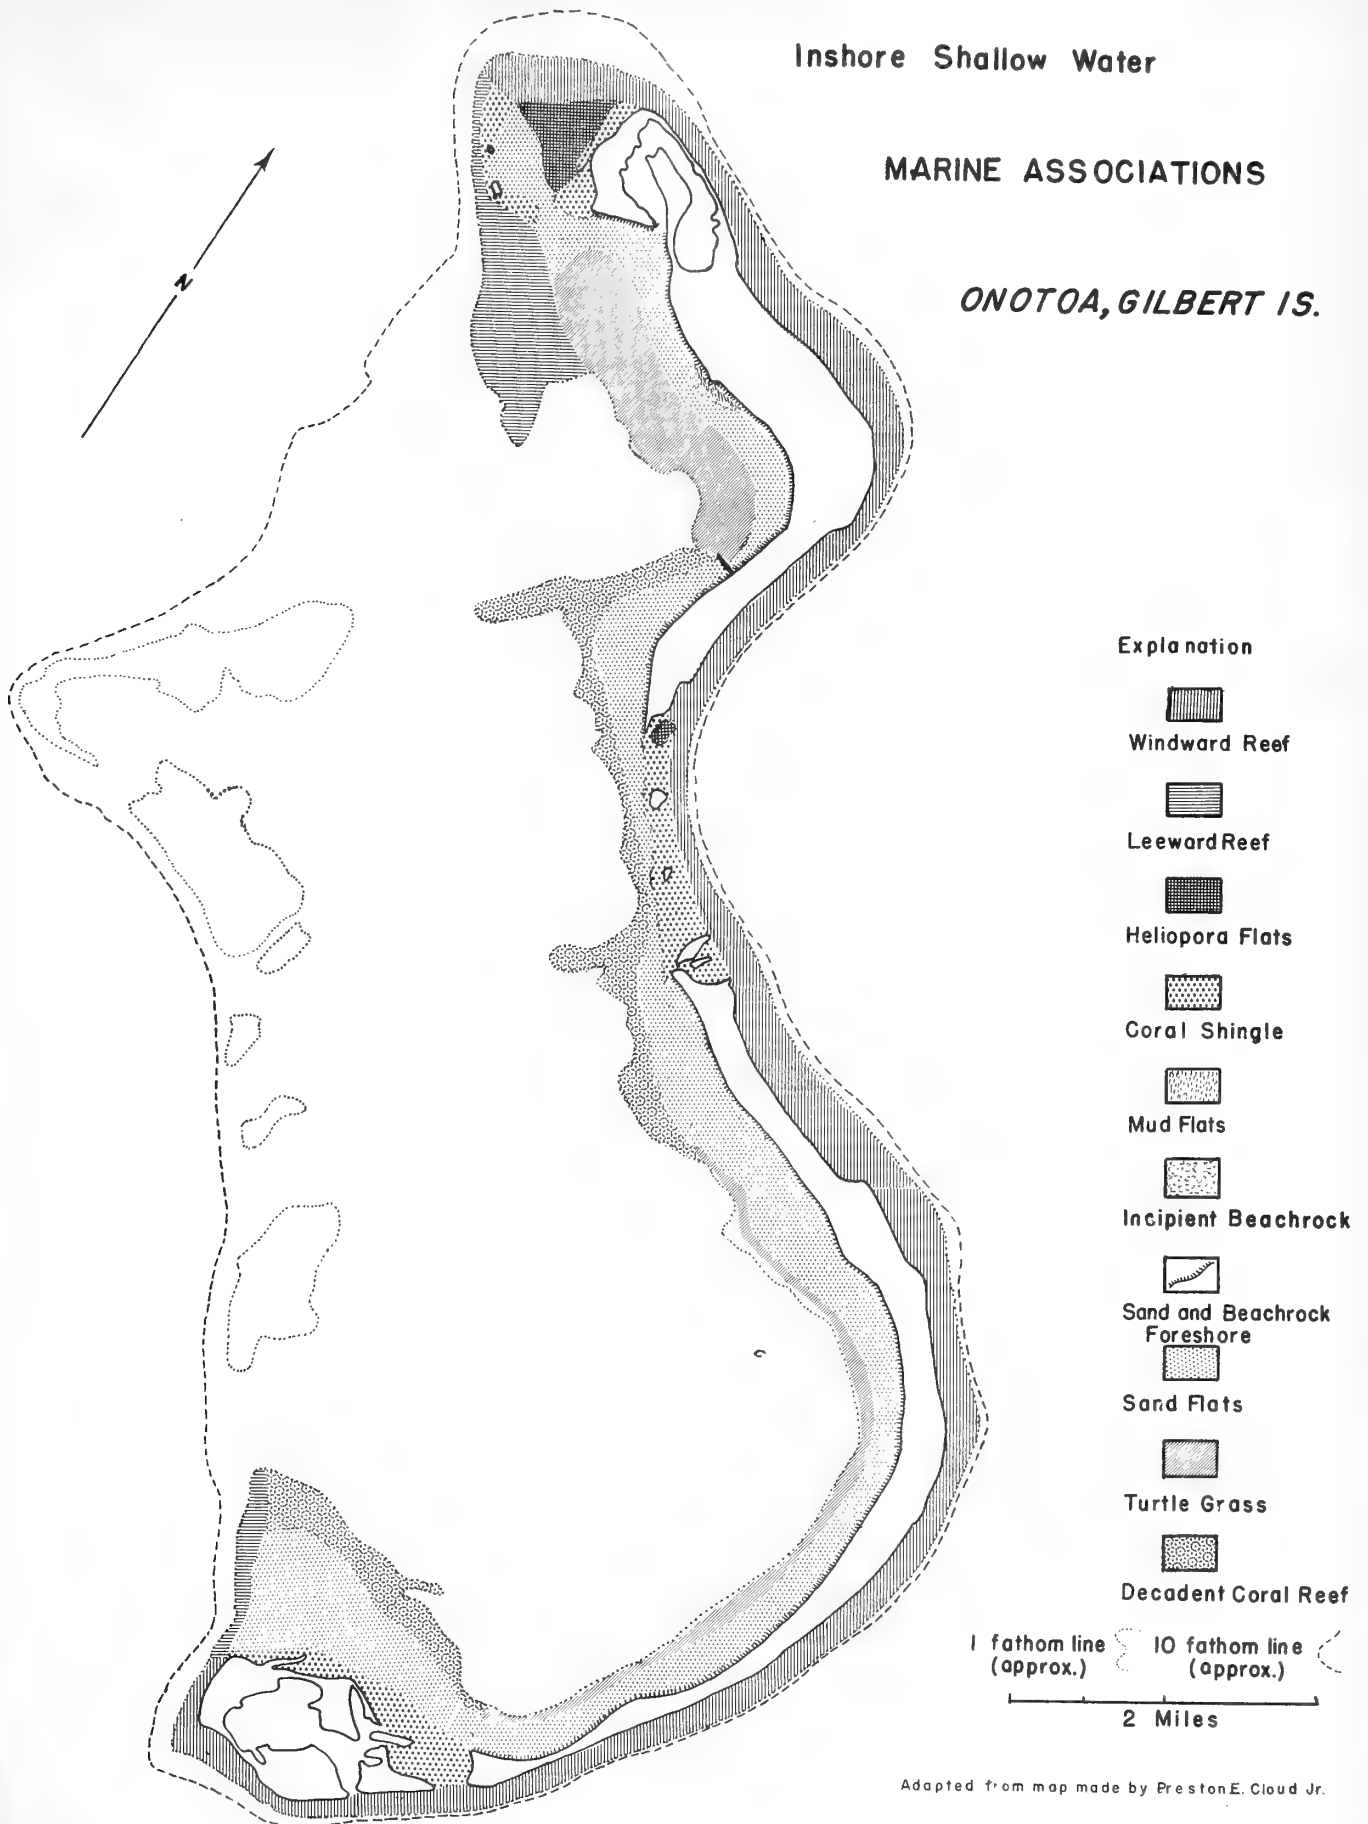 Inshore Shallow Water
MARINE ASSOCIATIONS
ONOTOA, GILBERT IS.
N
Explanation
Windward Reef
Leeward Reef
Heliopora Flats
Coral Shingle
Mud Flats
Incipient Beachrock
Sand and Beachrock
Foreshore
Sand Flats
Turtle Grass
Decadent Coral Reef
1 fathom line
(approx.)
10 fathom line
(approx.)
2 Miles
Adapted from map made by Preston E. Cloud Jr.